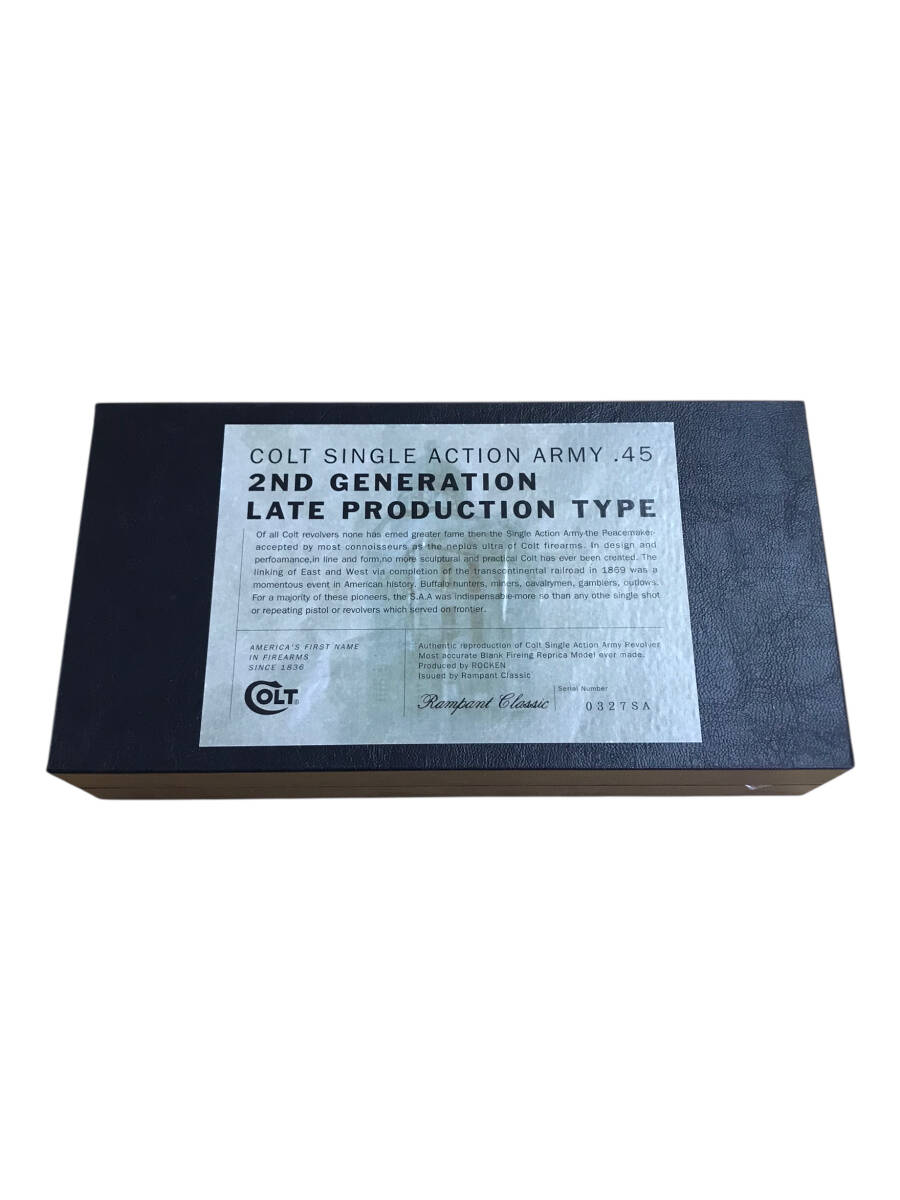 COLT SINGLE ACTION ARMY .45
2ND GENERATION
LATE PRODUCTION TYPE
Of all Colt revolvers none has erned greater fame then the Single Action Army-the Peacemaker-
accepted by most connoisseurs as the neplus ultra of Colt firearms. In design and
perfoamance,in line and form,no more sculptural and practical Colt has ever been created. The
linking of East and West via completion of the transcontinental railroad in 1869 was a
momentous event in American history. Buffalo hunters, miners, cavalrymen, gamblers, outlows.
For a majority of these pioneers, the S.A.A was indispensable-more so than any othe single shot
or repeating pistol or revolvers which served on frontier.
AMERICA'S FIRST NAME
IN FIREARMS
SINCE 1836
COLT®
Authentic reproduction of Colt Single Action Army Revolver
Most accurate Blank Fireing Reprica Model ever made.
Produced by ROCKEN
Issued by Rampant Classic
Rampant Classic
Serial Number
0327SA